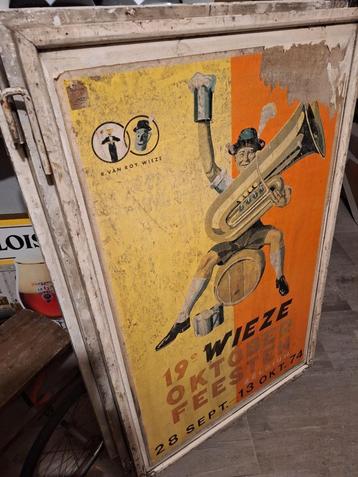 R. VAN ROY. WIEZE
LOIS
19e WIEZE
OKTOBER
FEESTEN
28 SEPT. 13 OKT. 74